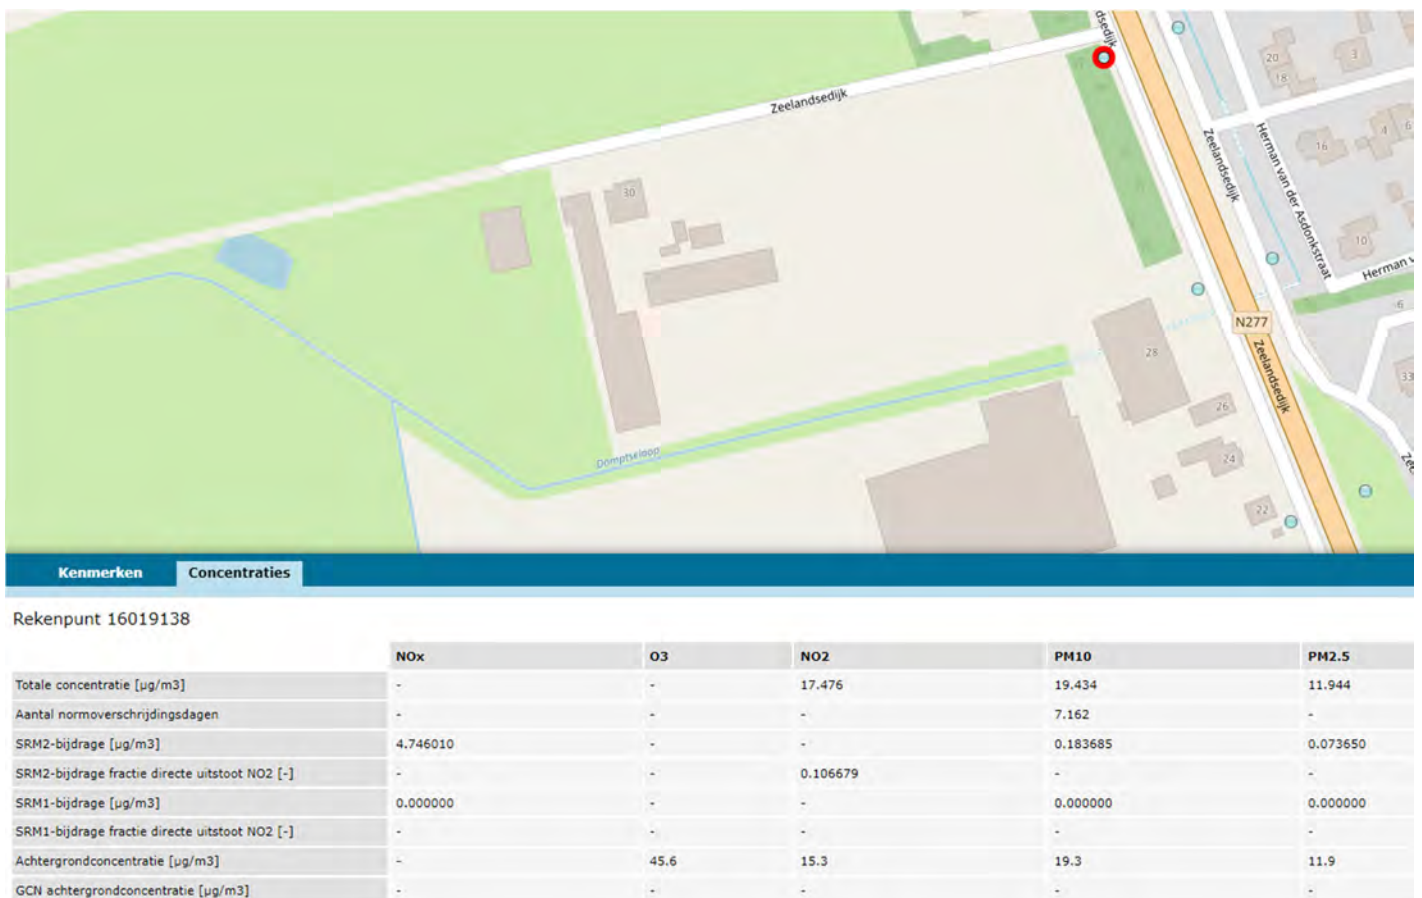 dsedijk
Zeelandsedijk
20
18
3
16
4
6
Zeelandsedijk
Herman van der Asdonkstraat
30
10
Herman v
6
N277
28
Zeelandsedijk
33
26
Domptseloop
24
22
Zee
Kenmerken Concentraties
Rekenpunt 16019138
NOx O3 NO2 PM10 PM2.5
Totale concentratie [µg/m3] - - 17.476 19.434 11.944
Aantal normoverschrijdingsdagen - - - 7.162 -
SRM2-bijdrage [µg/m3] 4.746010 - - 0.183685 0.073650
SRM2-bijdrage fractie directe uitstoot NO2 [-] - - 0.106679 - -
SRM1-bijdrage [µg/m3] 0.000000 - - 0.000000 0.000000
SRM1-bijdrage fractie directe uitstoot NO2 [-] - - - - -
Achtergrondconcentratie [µg/m3] - 45.6 15.3 19.3 11.9
GCN achtergrondconcentratie [µg/m3] - - - - -